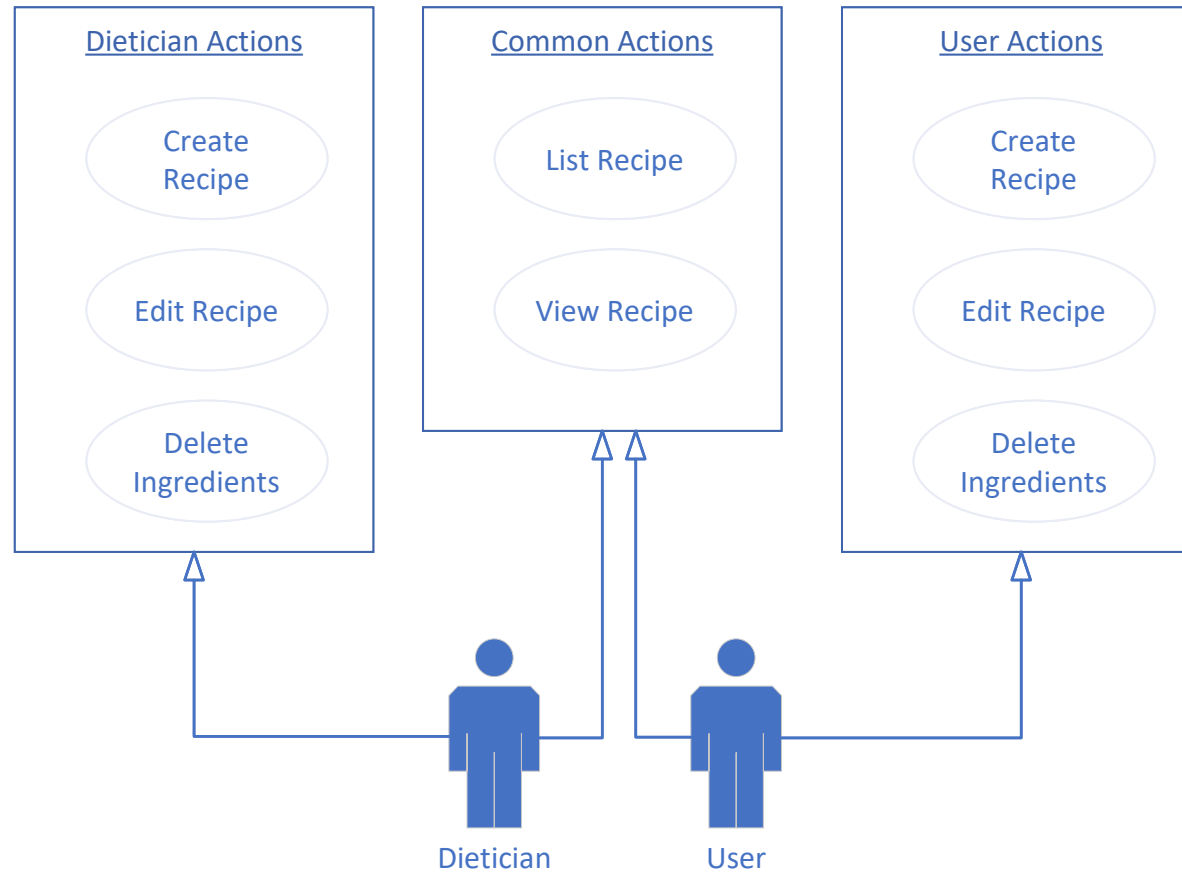 Dietician Actions
Create
Recipe
Edit Recipe
Delete
Ingredients
Common Actions
List Recipe
View Recipe
User Actions
Create
Recipe
Edit Recipe
Delete
Ingredients
Dietician
User